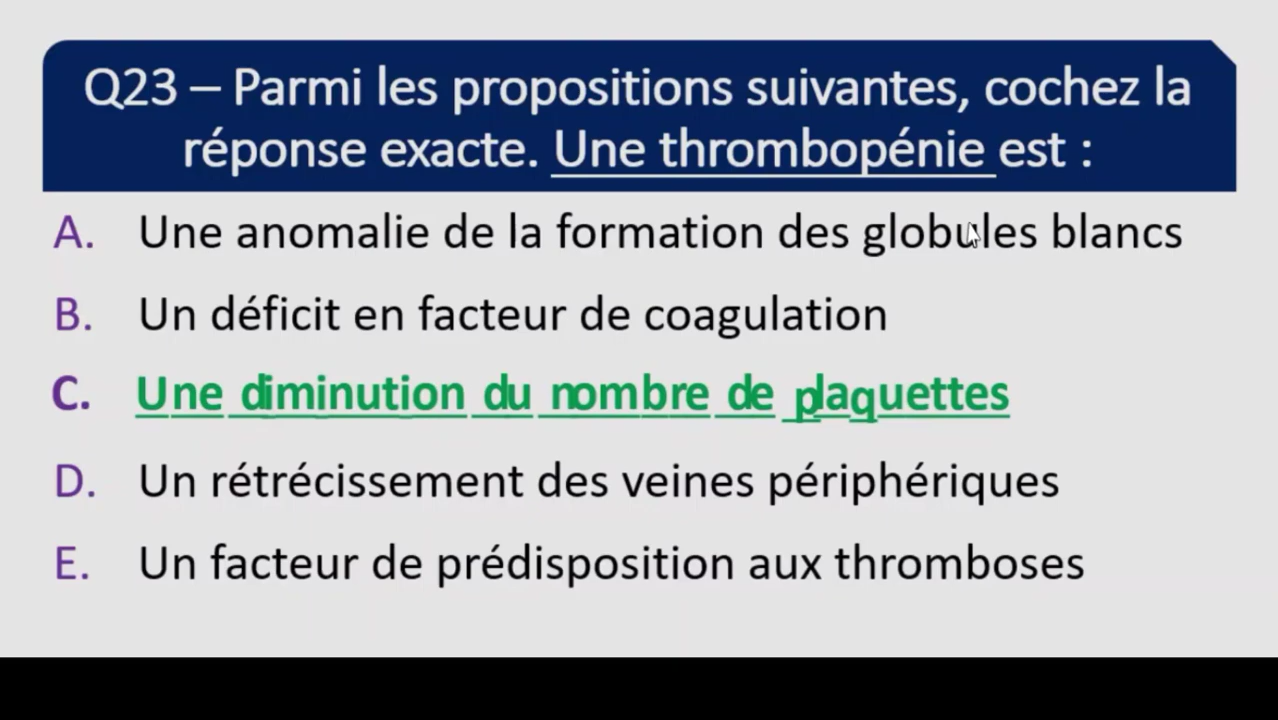 Q23 – Parmi les propositions suivantes, cochez la
réponse exacte. Une thrombopénie est :
A. Une anomalie de la formation des globules blancs
B. Un déficit en facteur de coagulation
C. Une diminution du nombre de plaquettes
D. Un rétrécissement des veines périphériques
E. Un facteur de prédisposition aux thromboses